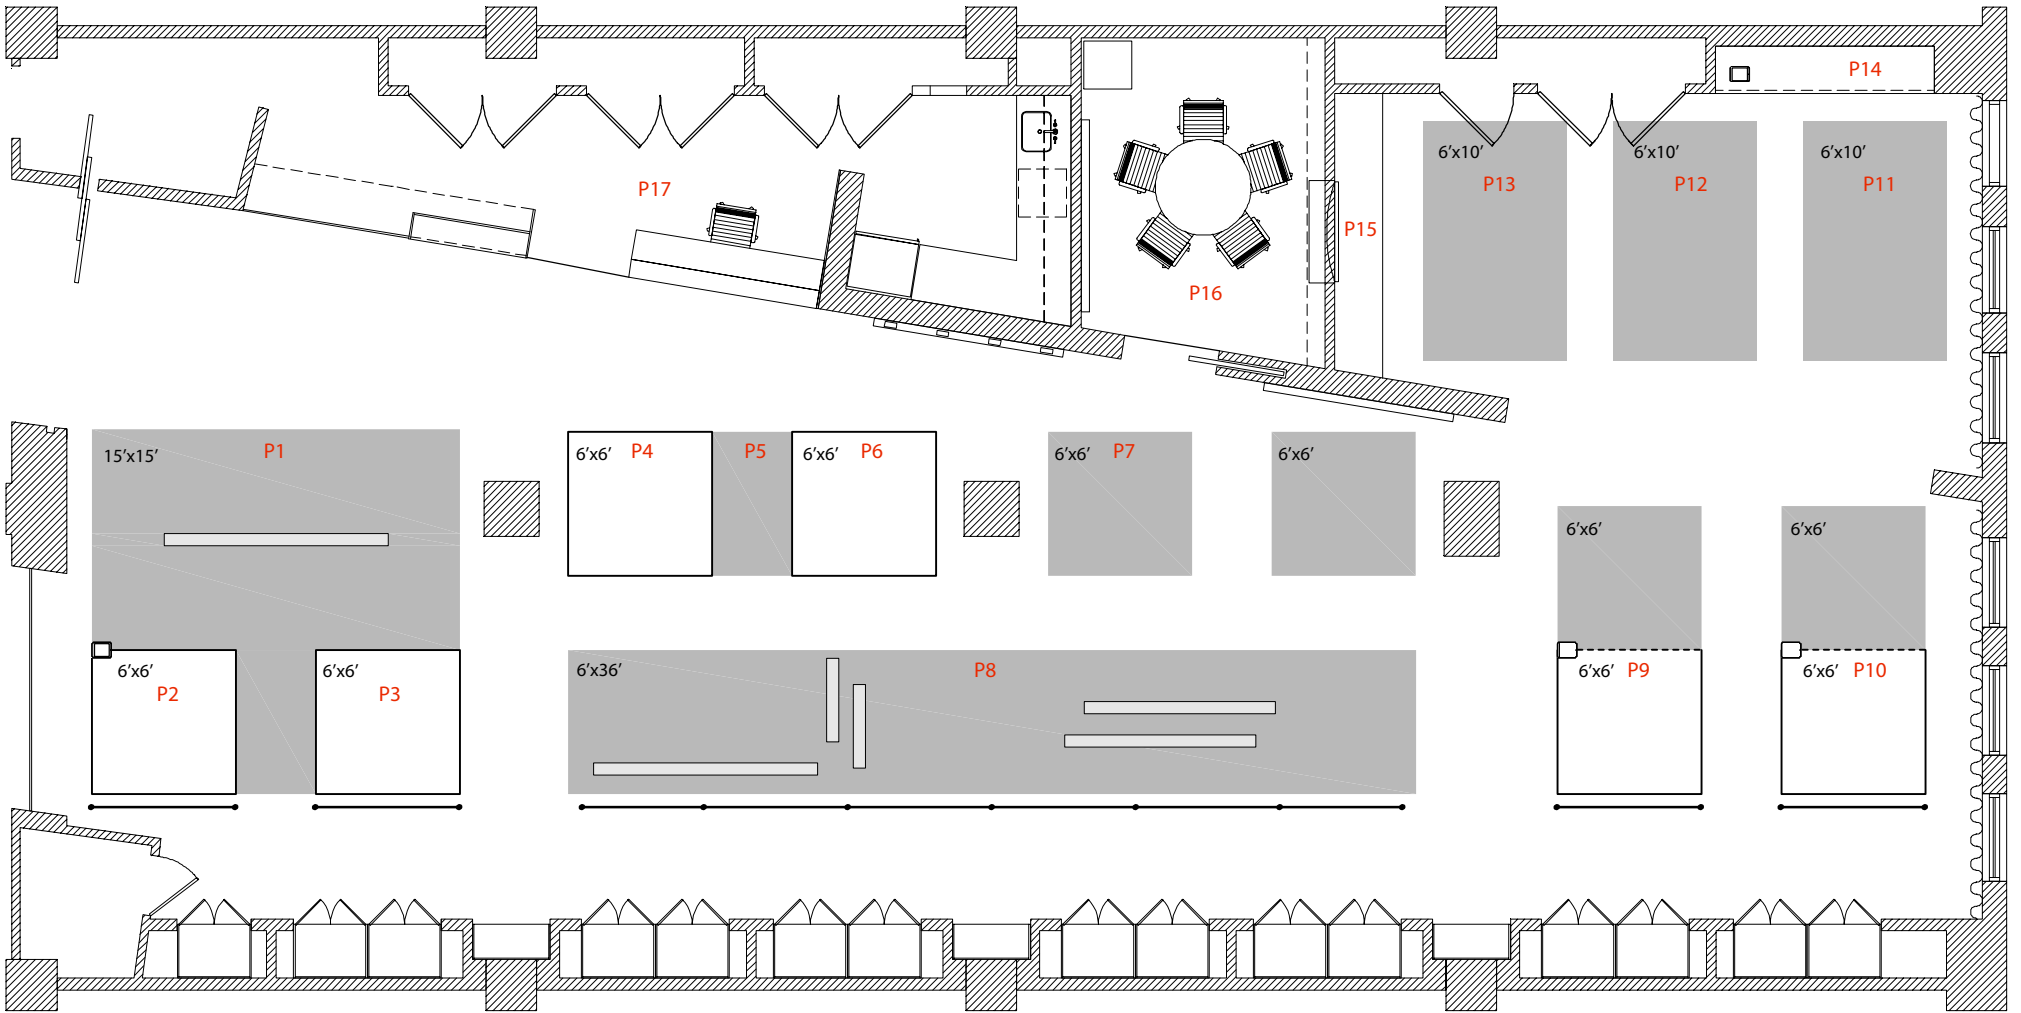 P14
6’x10’
6’x10’
6’x10’
P17
P13
P12
P11
P15
P16
P1
15’x15’
6’x6’ P4
P5
6’x6’ P6
6’x6’ P7
6’x6’
6’x6’
6’x6’
6’x6’
P2
6’x6’
P3
6’x36’
P8
6’x6’ P9
6’x6’ P10